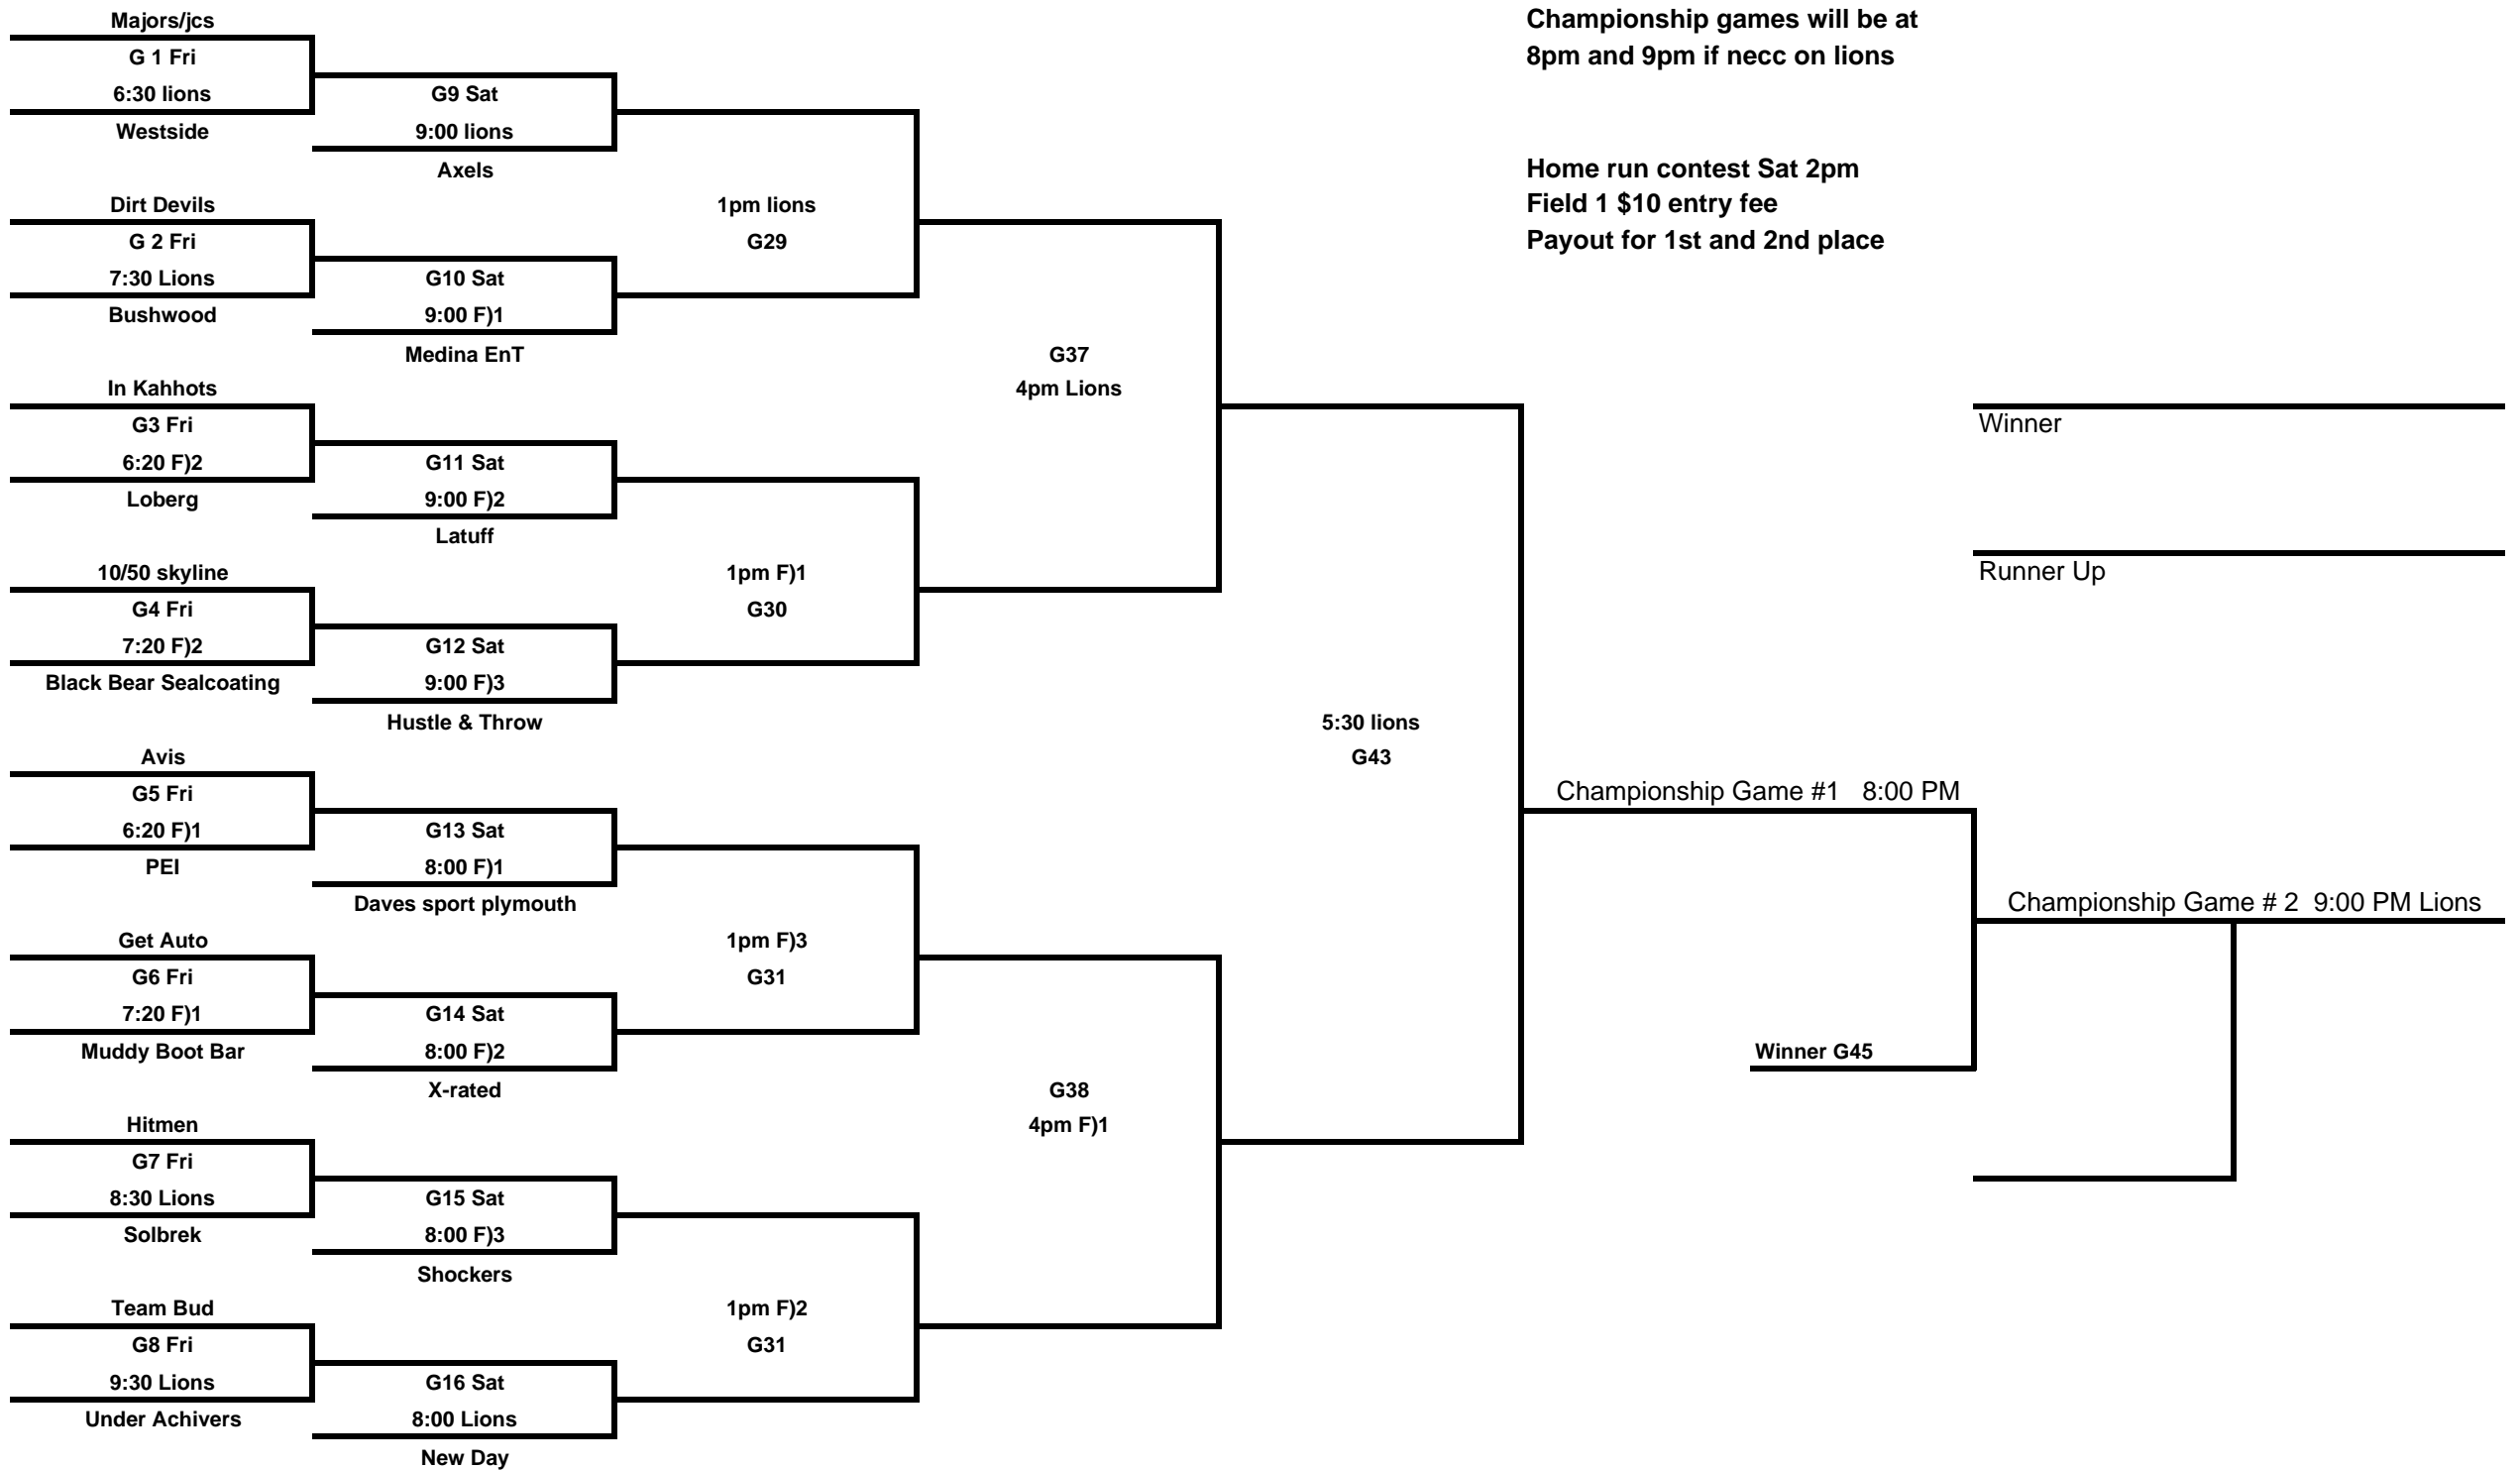 Majors/jcs
G 1 Fri
6:30 lions
Westside
Dirt Devils
G 2 Fri
7:30 Lions
Bushwood
In Kahhots
G3 Fri
6:20 F)2
Loberg
10/50 skyline
G4 Fri
7:20 F)2
Black Bear Sealcoating
Avis
G5 Fri
6:20 F)1
PEI
Get Auto
G6 Fri
7:20 F)1
Muddy Boot Bar
Hitmen
G7 Fri
8:30 Lions
Solbrek
Team Bud
G8 Fri
9:30 Lions
Under Achivers
G9 Sat
9:00 lions
Axels
G10 Sat
9:00 F)1
Medina EnT
G11 Sat
9:00 F)2
Latuff
G12 Sat
9:00 F)3
Hustle & Throw
G13 Sat
8:00 F)1
Daves sport plymouth
G14 Sat
8:00 F)2
X-rated
G15 Sat
8:00 F)3
Shockers
G16 Sat
8:00 Lions
New Day
1pm lions
G29
1pm F)1
G30
1pm F)3
G31
1pm F)2
G31
G37
4pm Lions
G38
4pm F)1
5:30 lions
G43
Championship games will be at
8pm and 9pm if necc on lions
Home run contest Sat 2pm
Field 1 $10 entry fee
Payout for 1st and 2nd place
Championship Game #1 8:00 PM
Winner G45
Winner
Runner Up
Championship Game # 2 9:00 PM Lions